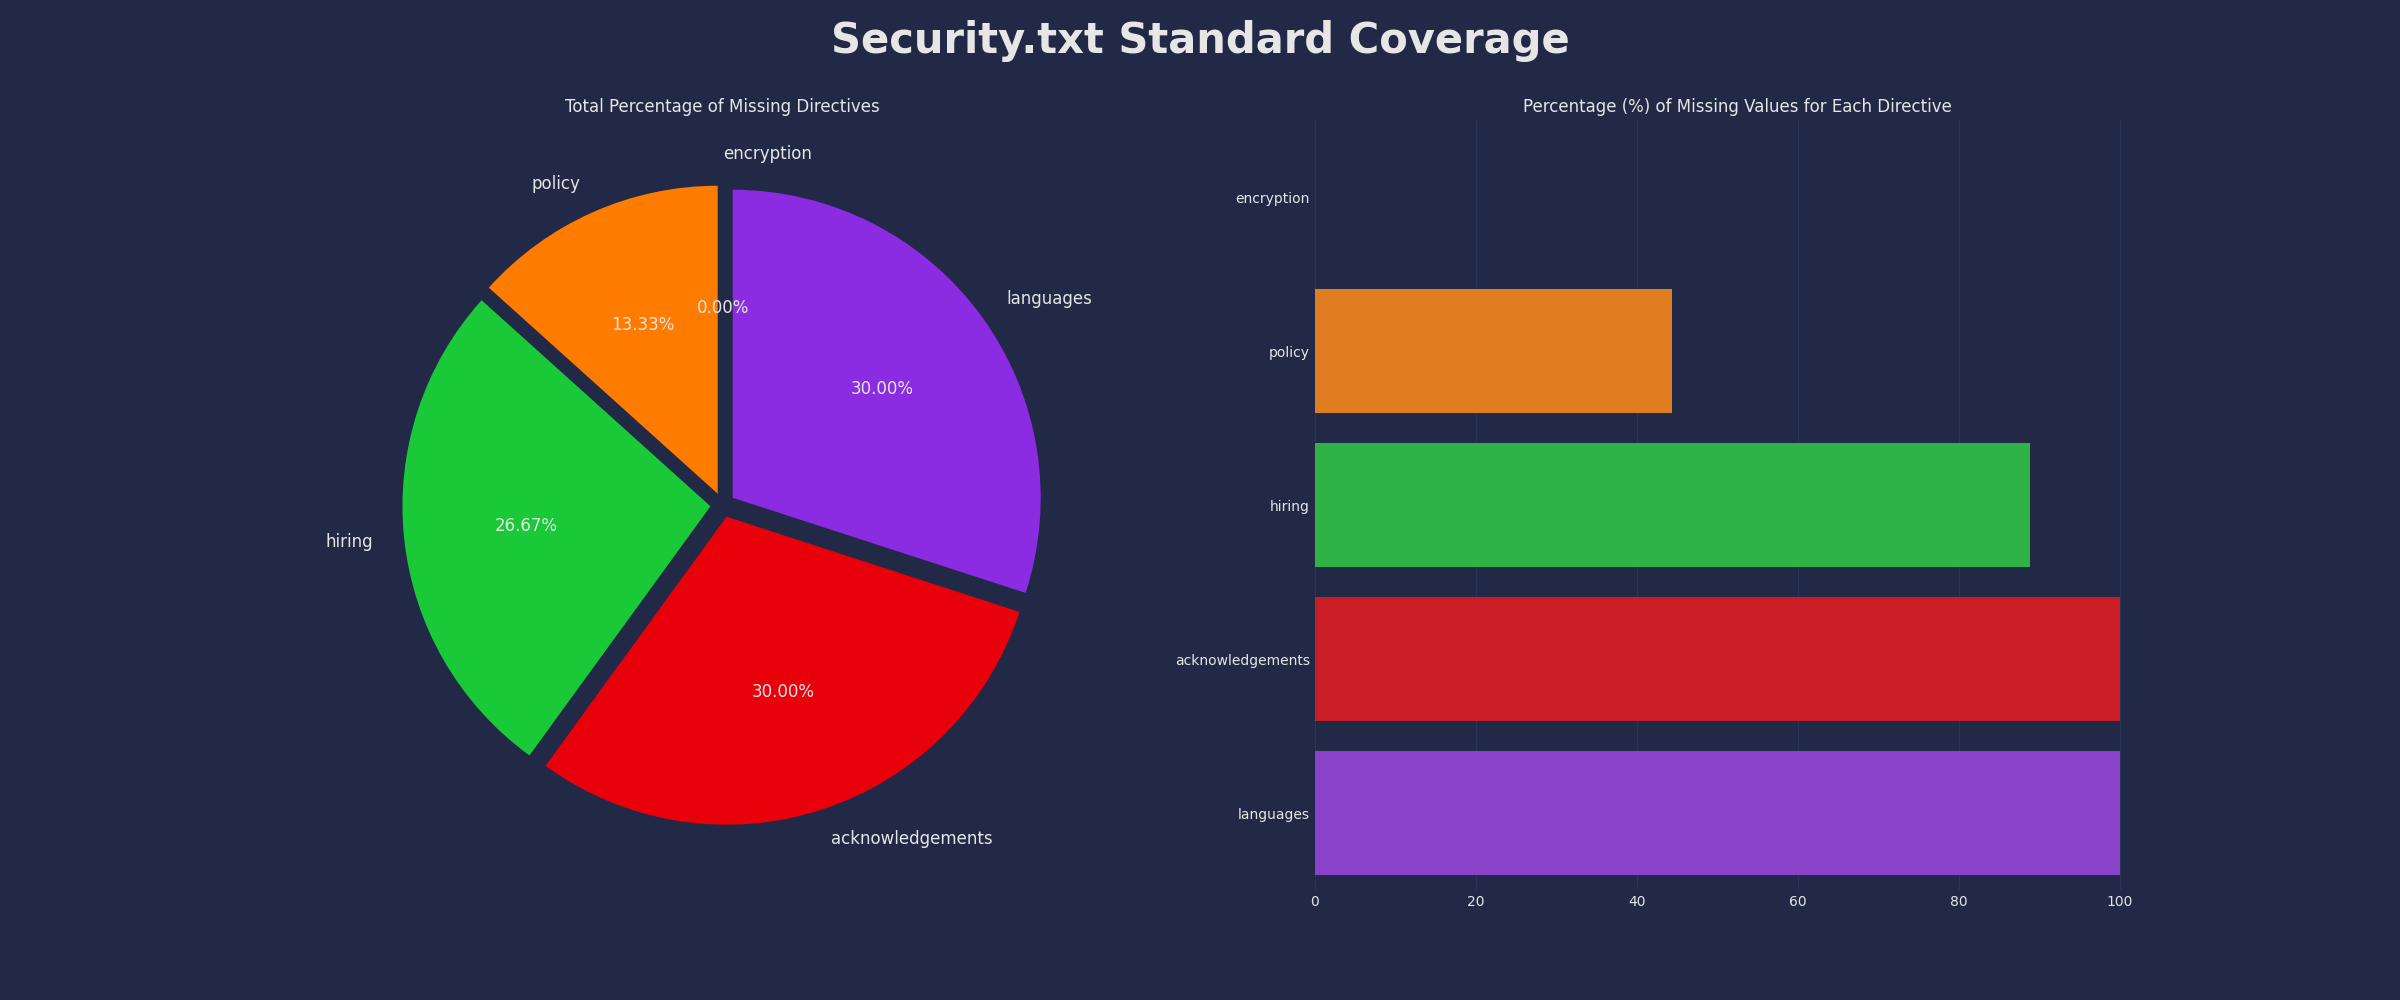 Security.txt Standard Coverage
Total Percentage of Missing Directives
encryption
policy
languages
hiring
acknowledgements
0.00%
13.33%
30.00%
26.67%
30.00%
Percentage (%) of Missing Values for Each Directive
encryption
policy
hiring
acknowledgements
languages
0 20 40 60 80 100